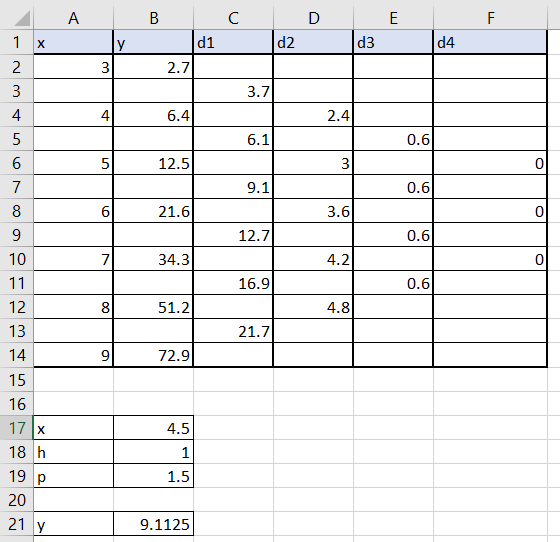 A B C D E F
1 x y d1 d2 d3 d4
2 3 2.7
3 3.7
4 4 6.4 2.4
5 6.1 0.6
6 5 12.5 3 0
7 9.1 0.6
8 6 21.6 3.6 0
9 12.7 0.6
10 7 34.3 4.2 0
11 16.9 0.6
12 8 51.2 4.8
13 21.7
14 9 72.9
15
16
17 x 4.5
18 h 1
19 p 1.5
20
21 y 9.1125